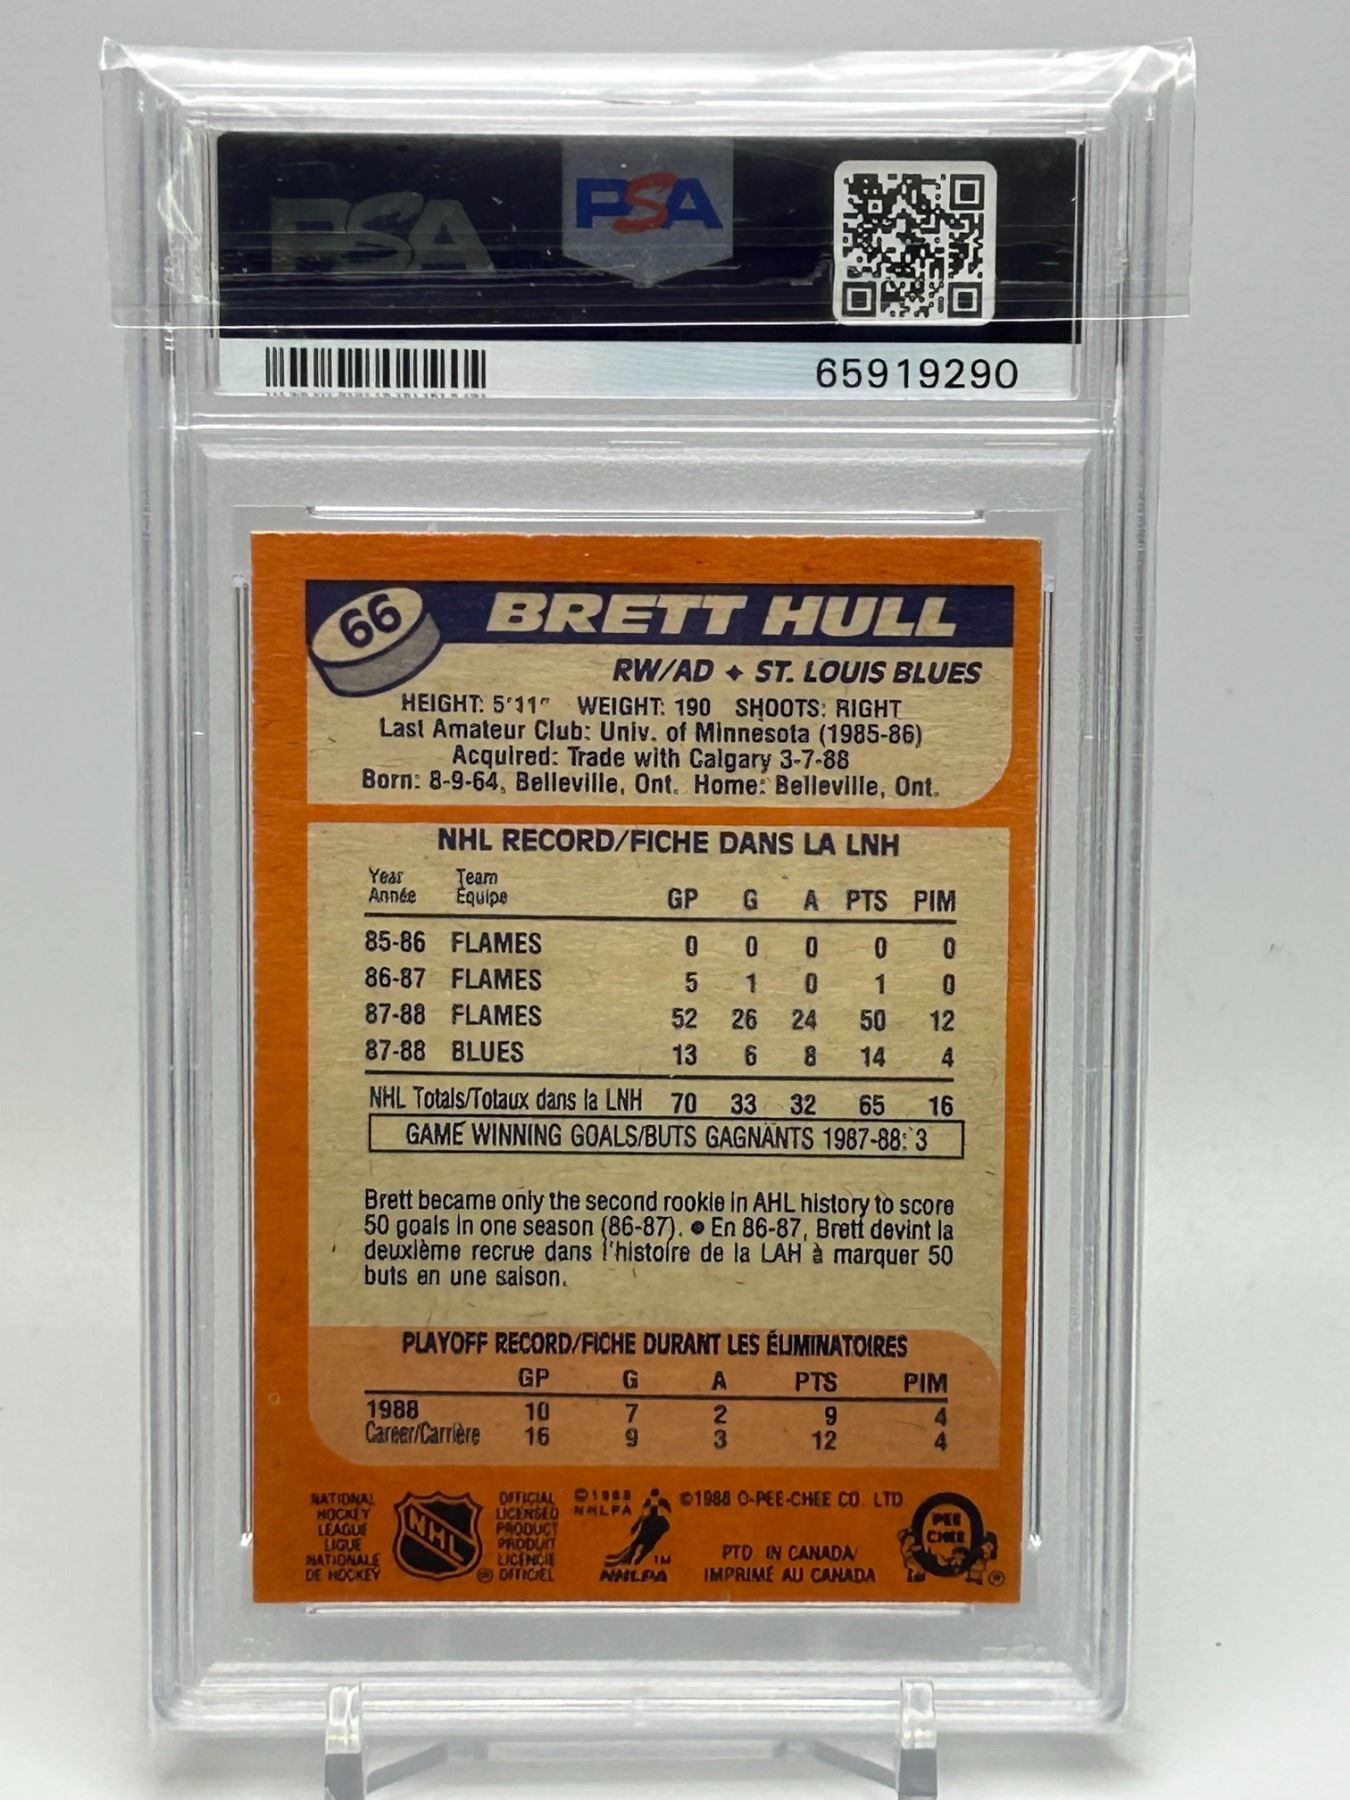 PSA
PSA
65919290
66
BRETT HULL
RW/AD ✦ ST. LOUIS BLUES
HEIGHT: 5'11" WEIGHT: 190 SHOOTS: RIGHT
Last Amateur Club: Univ. of Minnesota (1985-86)
Acquired: Trade with Calgary 3-7-88
Born: 8-9-64, Belleville, Ont. Home: Belleville, Ont.
NHL RECORD/FICHE DANS LA LNH
Year Team
Année Équipe GP G A PTS PIM
85-86 FLAMES 0 0 0 0 0
86-87 FLAMES 5 1 0 1 0
87-88 FLAMES 52 26 24 50 12
87-88 BLUES 13 6 8 14 4
NHL Totals/Totaux dans la LNH 70 33 32 65 16
GAME WINNING GOALS/BUTS GAGNANTS 1987-88: 3
Brett became only the second rookie in AHL history to score
50 goals in one season (86-87). ● En 86-87, Brett devint la
deuxième recrue dans l'histoire de la LAH à marquer 50
buts en une saison.
PLAYOFF RECORD/FICHE DURANT LES ÉLIMINATOIRES
GP G A PTS PIM
1988 10 7 2 9 4
Career/Carrière 16 9 3 12 4
NATIONAL
HOCKEY
LEAGUE
LIGUE
NATIONALE
DE HOCKEY
NHL
®
OFFICIAL
LICENSED
PRODUCT
PRODUIT
LICENCIÉ
OFFICIEL
©1988
NHLPA
TM
NHLPA
©1988 O-PEE-CHEE CO. LTD.
PTD. IN CANADA/
IMPRIMÉ AU CANADA
O
PEE
CHEE
®